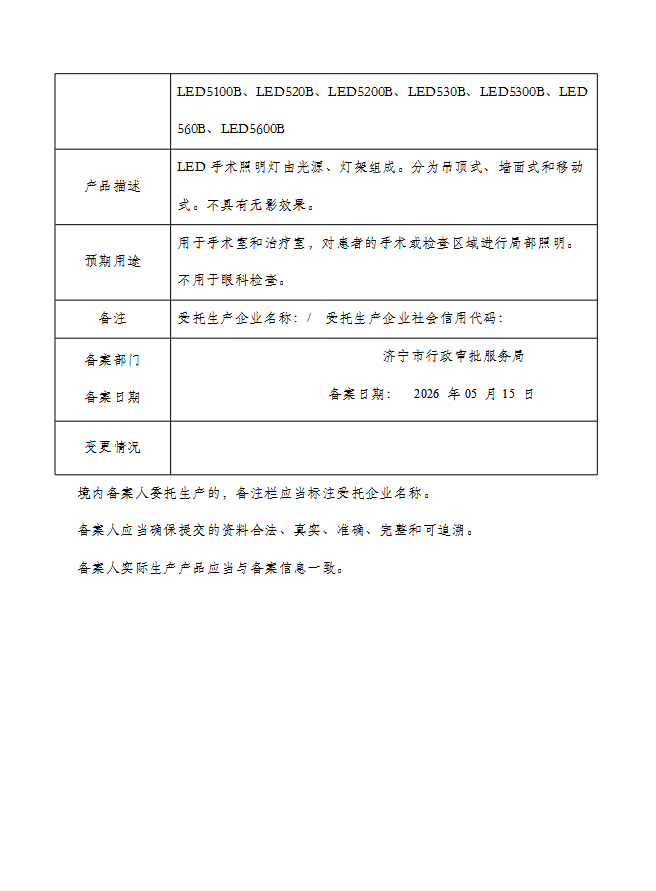 LED5100B、LED520B、LED5200B、LED530B、LED5300B、LED
560B、LED5600B
产品描述
LED 手术照明灯由光源、灯架组成。分为吊顶式、墙面式和移动
式。不具有无影效果。
预期用途
用于手术室和治疗室，对患者的手术或检查区域进行局部照明。
不用于眼科检查。
备注
受托生产企业名称：/ 受托生产企业社会信用代码：
备案部门
备案日期
济宁市行政审批服务局
备案日期： 2026 年 05 月 15 日
变更情况
境内备案人委托生产的，备注栏应当标注受托企业名称。
备案人应当确保提交的资料合法、真实、准确、完整和可追溯。
备案人实际生产产品应当与备案信息一致。